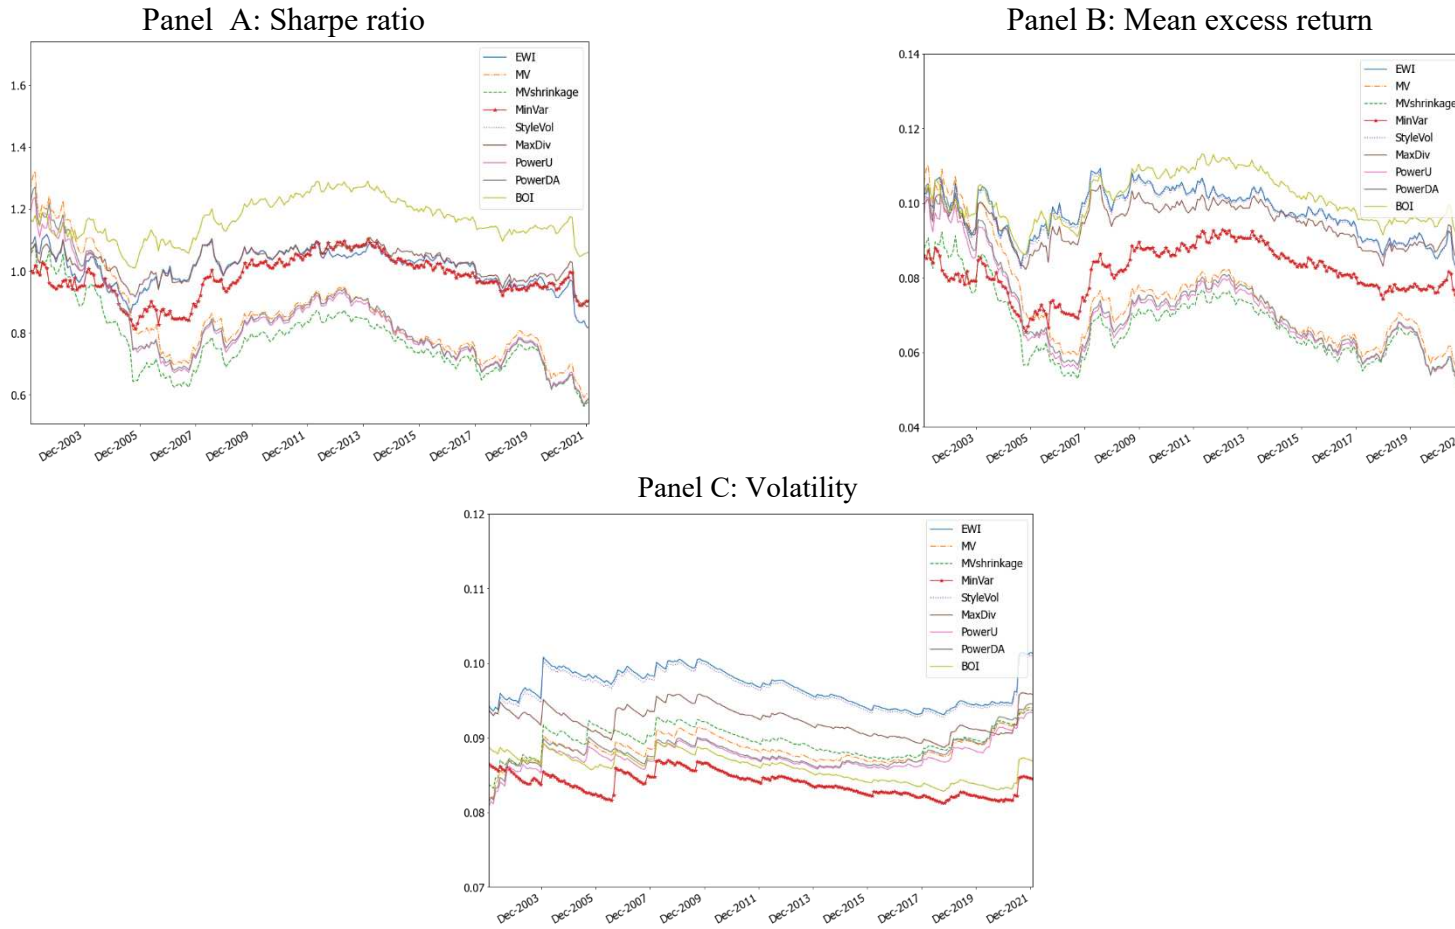 Panel A: Sharpe ratio
1.6
1.4
1.2
1.0
0.8
0.6
EWI
MV
MVshrinkage
MinVar
StyleVol
MaxDiv
PowerU
PowerDA
BOI
Dec-2003
Dec-2005
Dec-2007
Dec-2009
Dec-2011
Dec-2013
Dec-2015
Dec-2017
Dec-2019
Dec-2021
Panel B: Mean excess return
0.14
0.12
0.10
0.08
0.06
0.04
EWI
MV
MVshrinkage
MinVar
StyleVol
MaxDiv
PowerU
PowerDA
BOI
Dec-2003
Dec-2005
Dec-2007
Dec-2009
Dec-2011
Dec-2013
Dec-2015
Dec-2017
Dec-2019
Dec-202
Panel C: Volatility
0.12
0.11
0.10
0.09
0.08
0.07
EWI
MV
MVshrinkage
MinVar
StyleVol
MaxDiv
PowerU
PowerDA
BOI
Dec-2003
Dec-2005
Dec-2007
Dec-2009
Dec-2011
Dec-2013
Dec-2015
Dec-2017
Dec-2019
Dec-2021